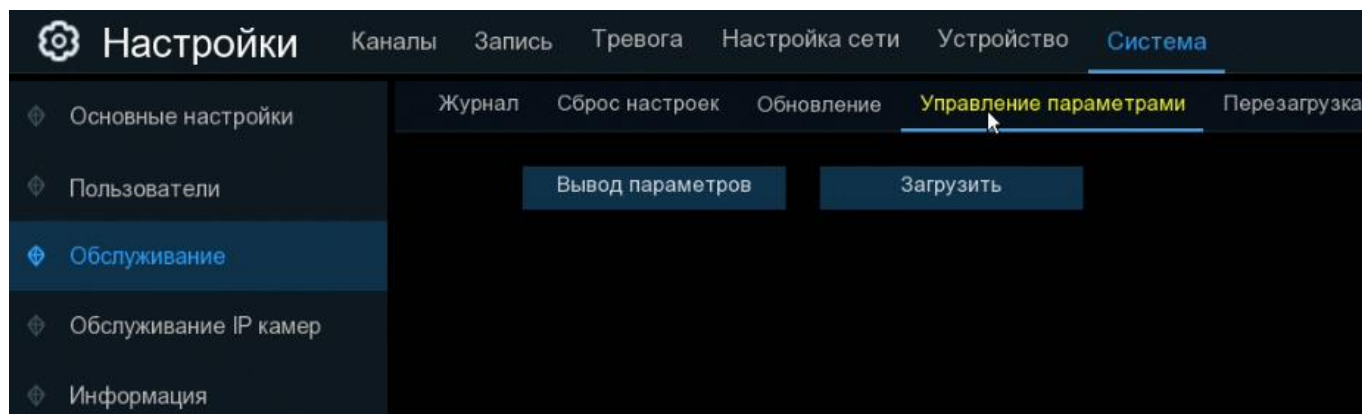 Настройки Каналы Запись Тревога Настройка сети Устройство Система
Основные настройки Журнал Сброс настроек Обновление Управление параметрами Перезагрузка
Пользователи Вывод параметров Загрузить
Обслуживание
Обслуживание IP камер
Информация